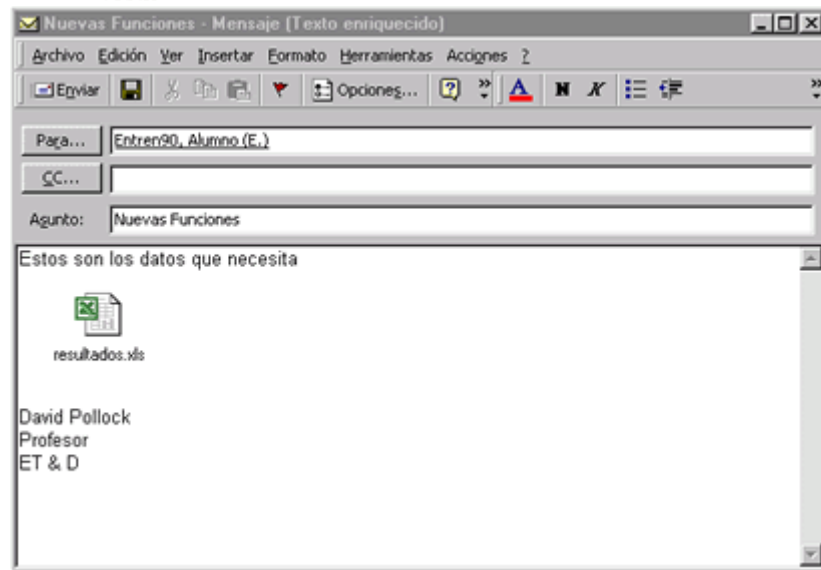 Nuevas Funciones - Mensaje (Texto enriquecido)
Archivo Edición Ver Insertar Formato Herramientas Acciones ?
Enviar Opciones... ? » A N K »
Para... Entren90, Alumno (E.)
CC...
Asunto: Nuevas Funciones
Estos son los datos que necesita
resultados.xls
David Pollock
Profesor
ET & D